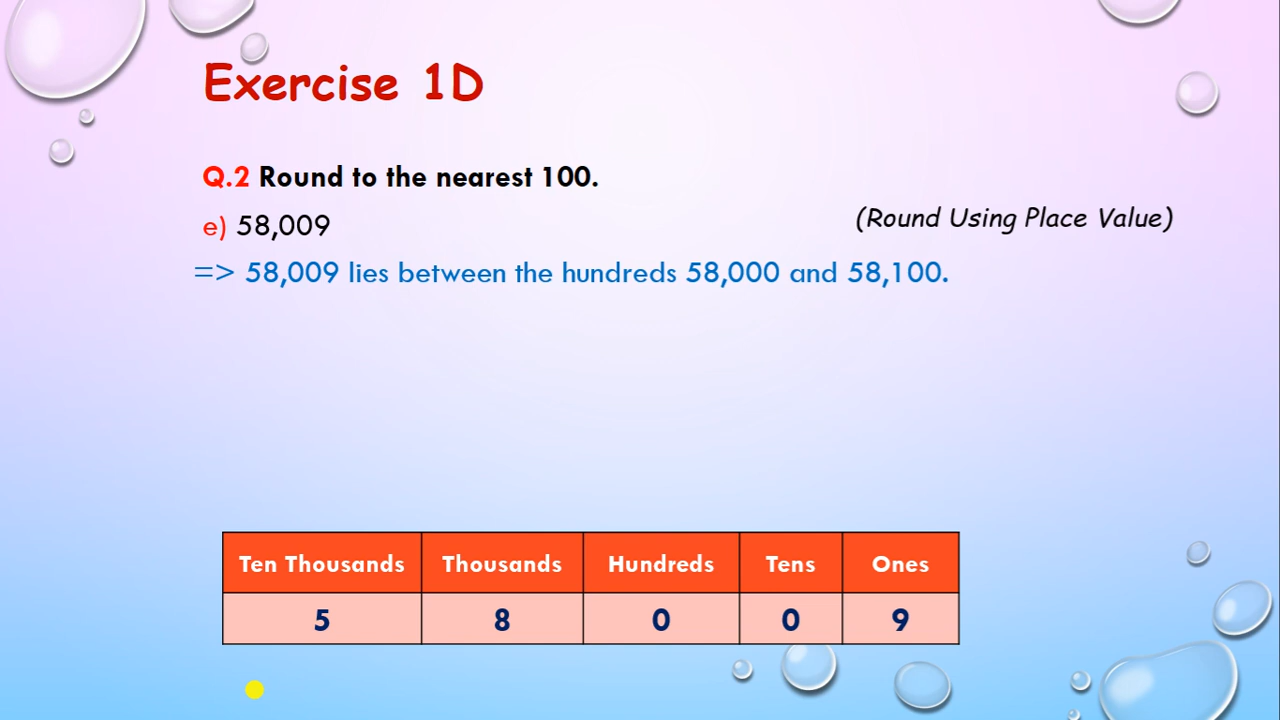 Exercise 1D
Q.2 Round to the nearest 100.
e) 58,009
(Round Using Place Value)
=> 58,009 lies between the hundreds 58,000 and 58,100.
Ten Thousands Thousands Hundreds Tens Ones
5 8 0 0 9